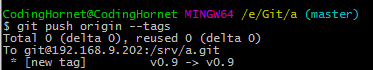 CodingHornet@CodingHornet MINGW64 /e/Git/a (master)
$ git push origin --tags
Total 0 (delta 0), reused 0 (delta 0)
To git@192.168.9.202:/srv/a.git
 * [new tag]         v0.9 -> v0.9